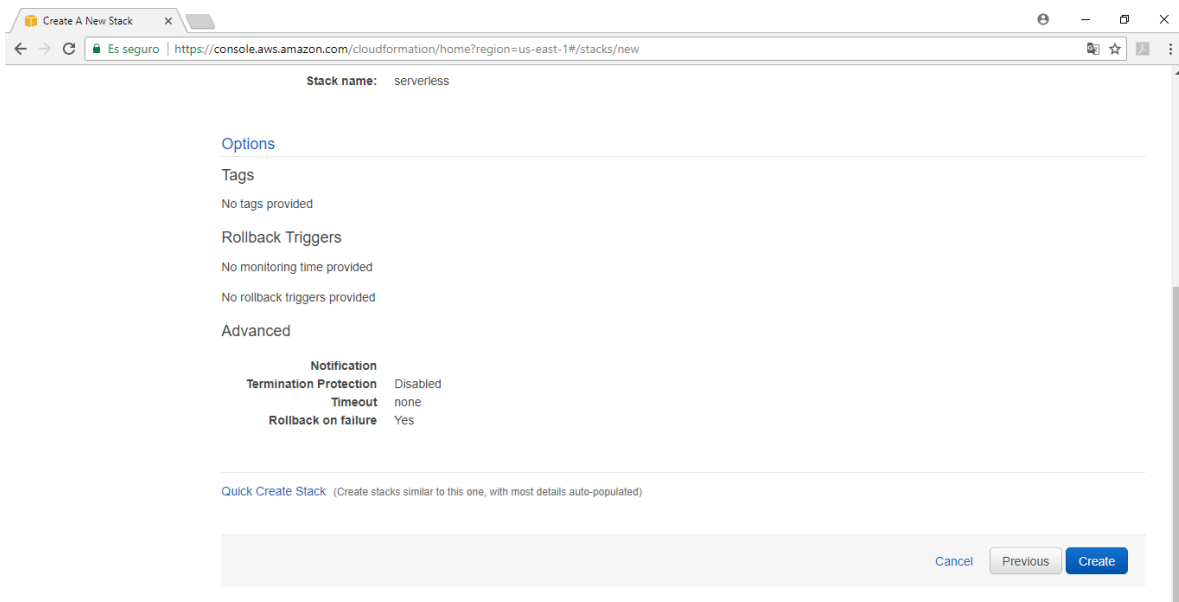 Create A New Stack
Es seguro | https://console.aws.amazon.com/cloudformation/home?region=us-east-1#/stacks/new
Stack name: serverless
Options
Tags
No tags provided
Rollback Triggers
No monitoring time provided
No rollback triggers provided
Advanced
Notification
Termination Protection Disabled
Timeout none
Rollback on failure Yes
Quick Create Stack (Create stacks similar to this one, with most details auto-populated)
Cancel Previous Create